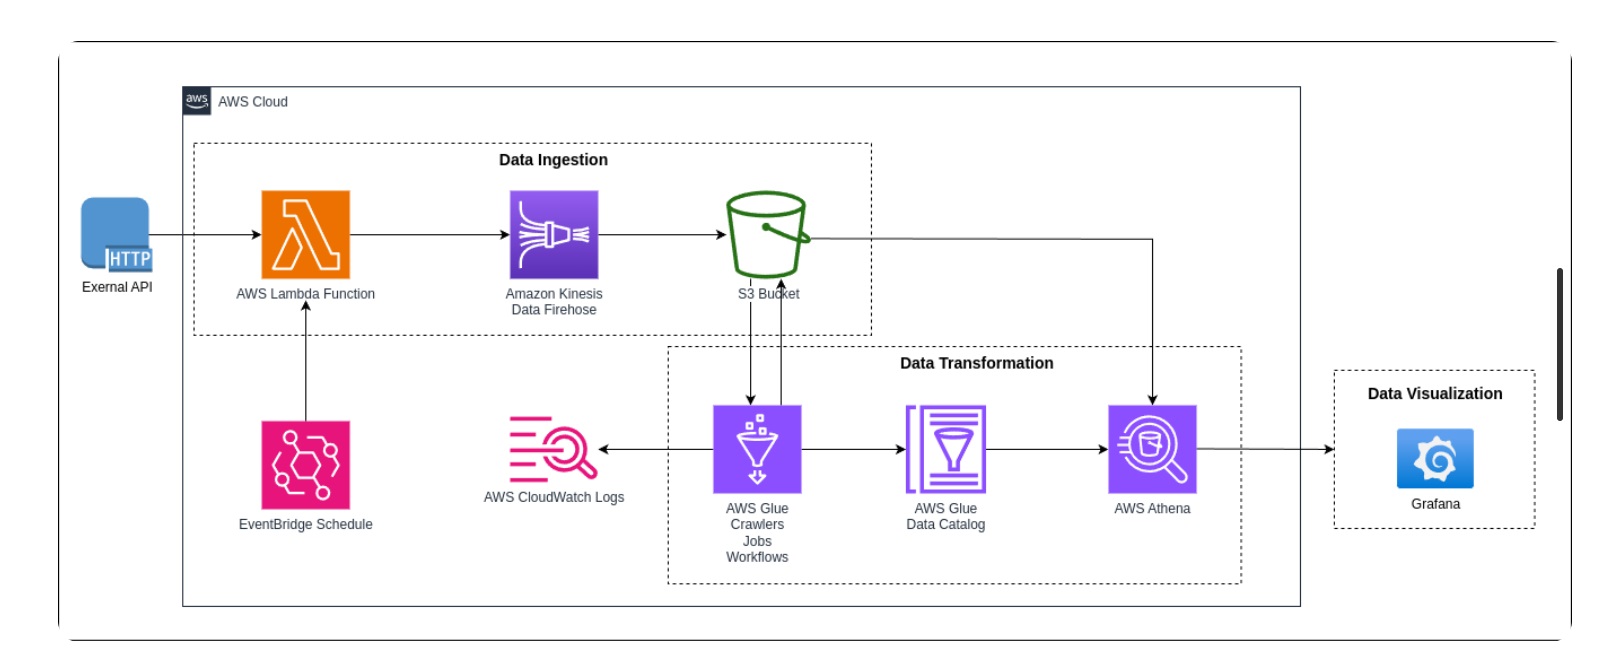 aws
AWS Cloud
Data Ingestion
HTTP
Exernal API
AWS Lambda Function
Amazon Kinesis
Data Firehose
S3 Bucket
Data Transformation
Data Visualization
EventBridge Schedule
AWS CloudWatch Logs
AWS Glue
Crawlers
Jobs
Workflows
AWS Glue
Data Catalog
AWS Athena
Grafana